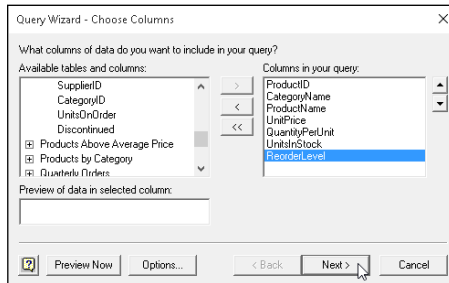 Query Wizard - Choose Columns
What columns of data do you want to include in your query?
Available tables and columns:
SupplierID
CategoryID
UnitsOnOrder
Discontinued
Products Above Average Price
Products by Category
Quarterly Orders
>
<
<<
Columns in your query:
ProductID
CategoryName
ProductName
UnitPrice
QuantityPerUnit
UnitsInStock
ReorderLevel
Preview of data in selected column:
? Preview Now Options... < Back Next > Cancel